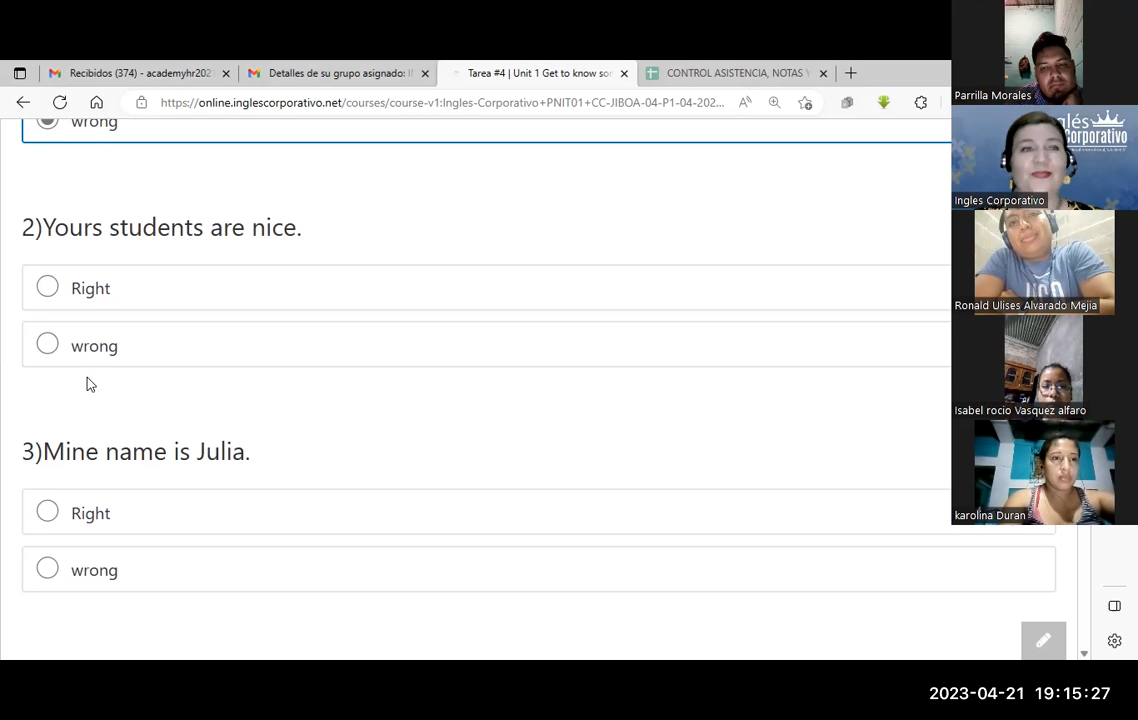 Recibidos (374) - academyhr202
Detalles de su grupo asignado: I
Tarea #4 | Unit 1 Get to know so
CONTROL ASISTENCIA, NOTAS Y
https://online.inglescorporativo.net/courses/course-v1:Ingles-Corporativo+PNIT01+CC-JIBOA-04-P1-04-202...
wrong
2)Yours students are nice.
Right
wrong
3)Mine name is Julia.
Right
wrong
Parrilla Morales
Ingles Corporativo
Ronald Ulises Alvarado Mejia
Isabel rocio Vasquez alfaro
karolina Duran
2023-04-21 19:15:27